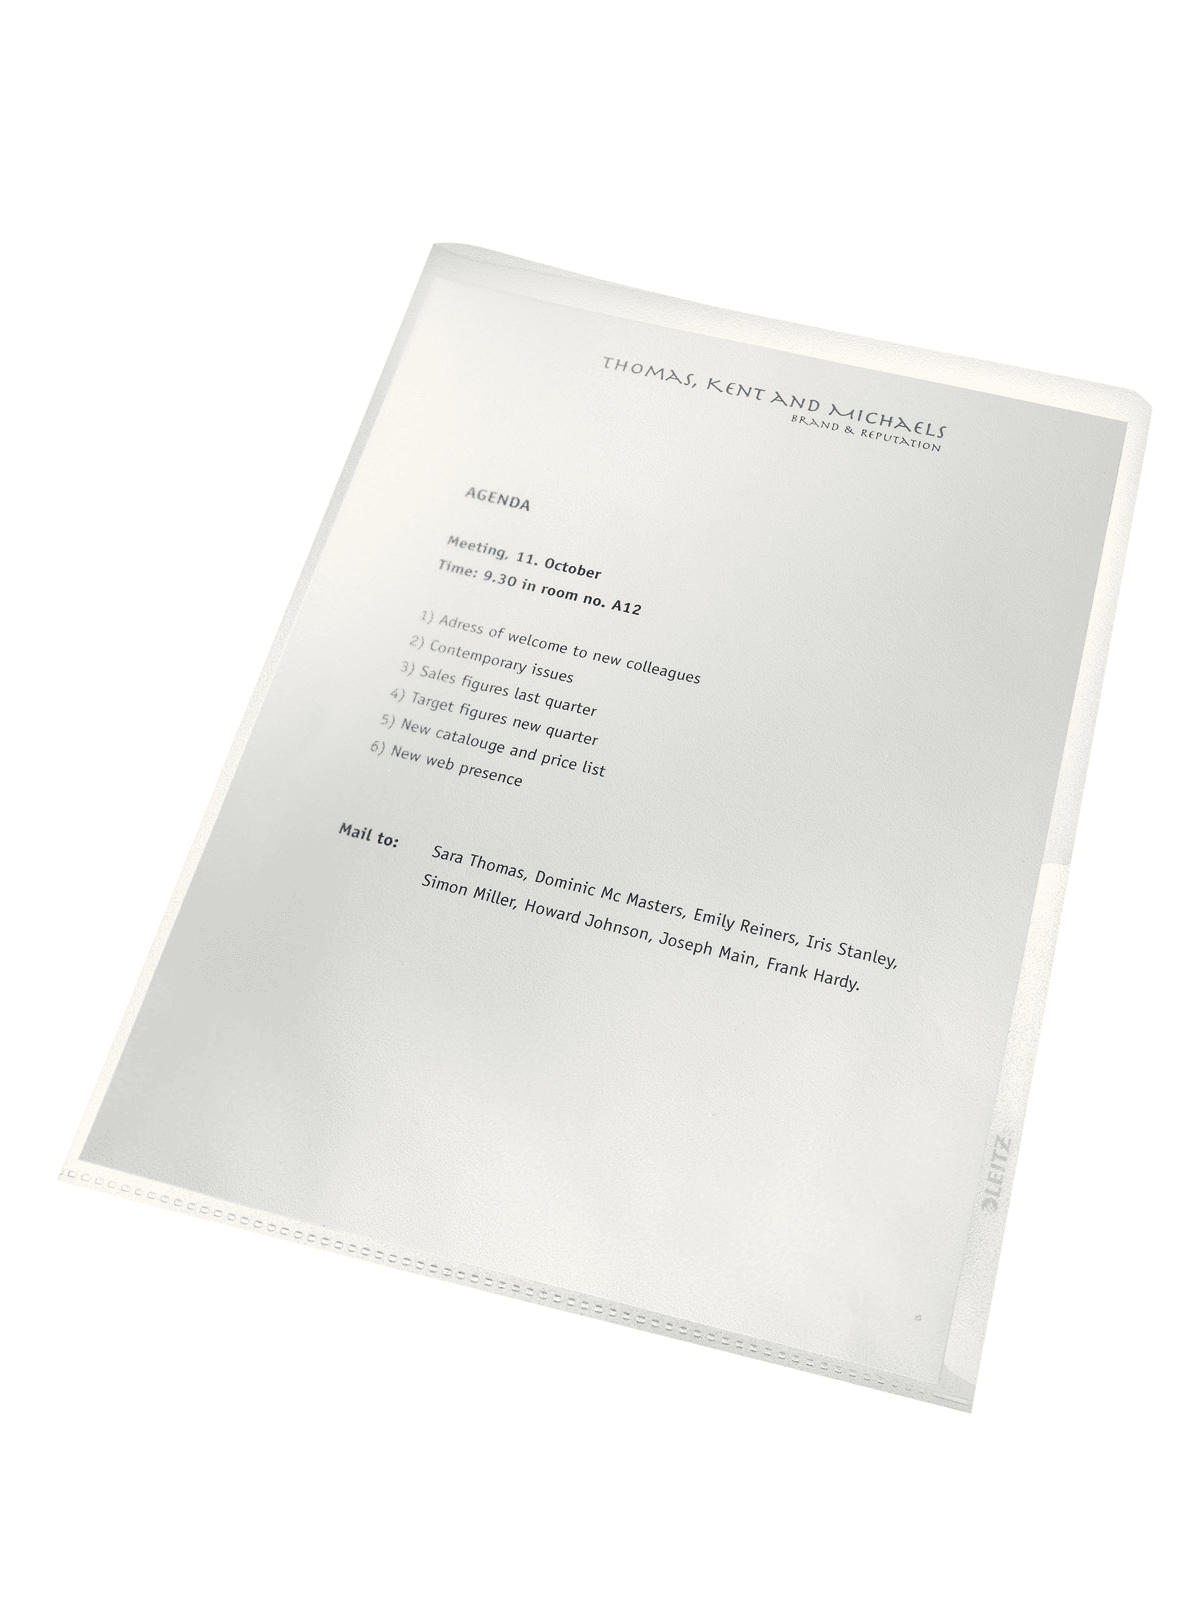 THOMAS, KENT AND MICHAELS
BRAND & REPUTATION
AGENDA
Meeting, 11. October
Time: 9.30 in room no. A12
1) Adress of welcome to new colleagues
2) Contemporary issues
3) Sales figures last quarter
4) Target figures new quarter
5) New catalouge and price list
6) New web presence
Mail to: Sara Thomas, Dominic Mc Masters, Emily Reiners, Iris Stanley,
Simon Miller, Howard Johnson, Joseph Main, Frank Hardy.
LEITZ